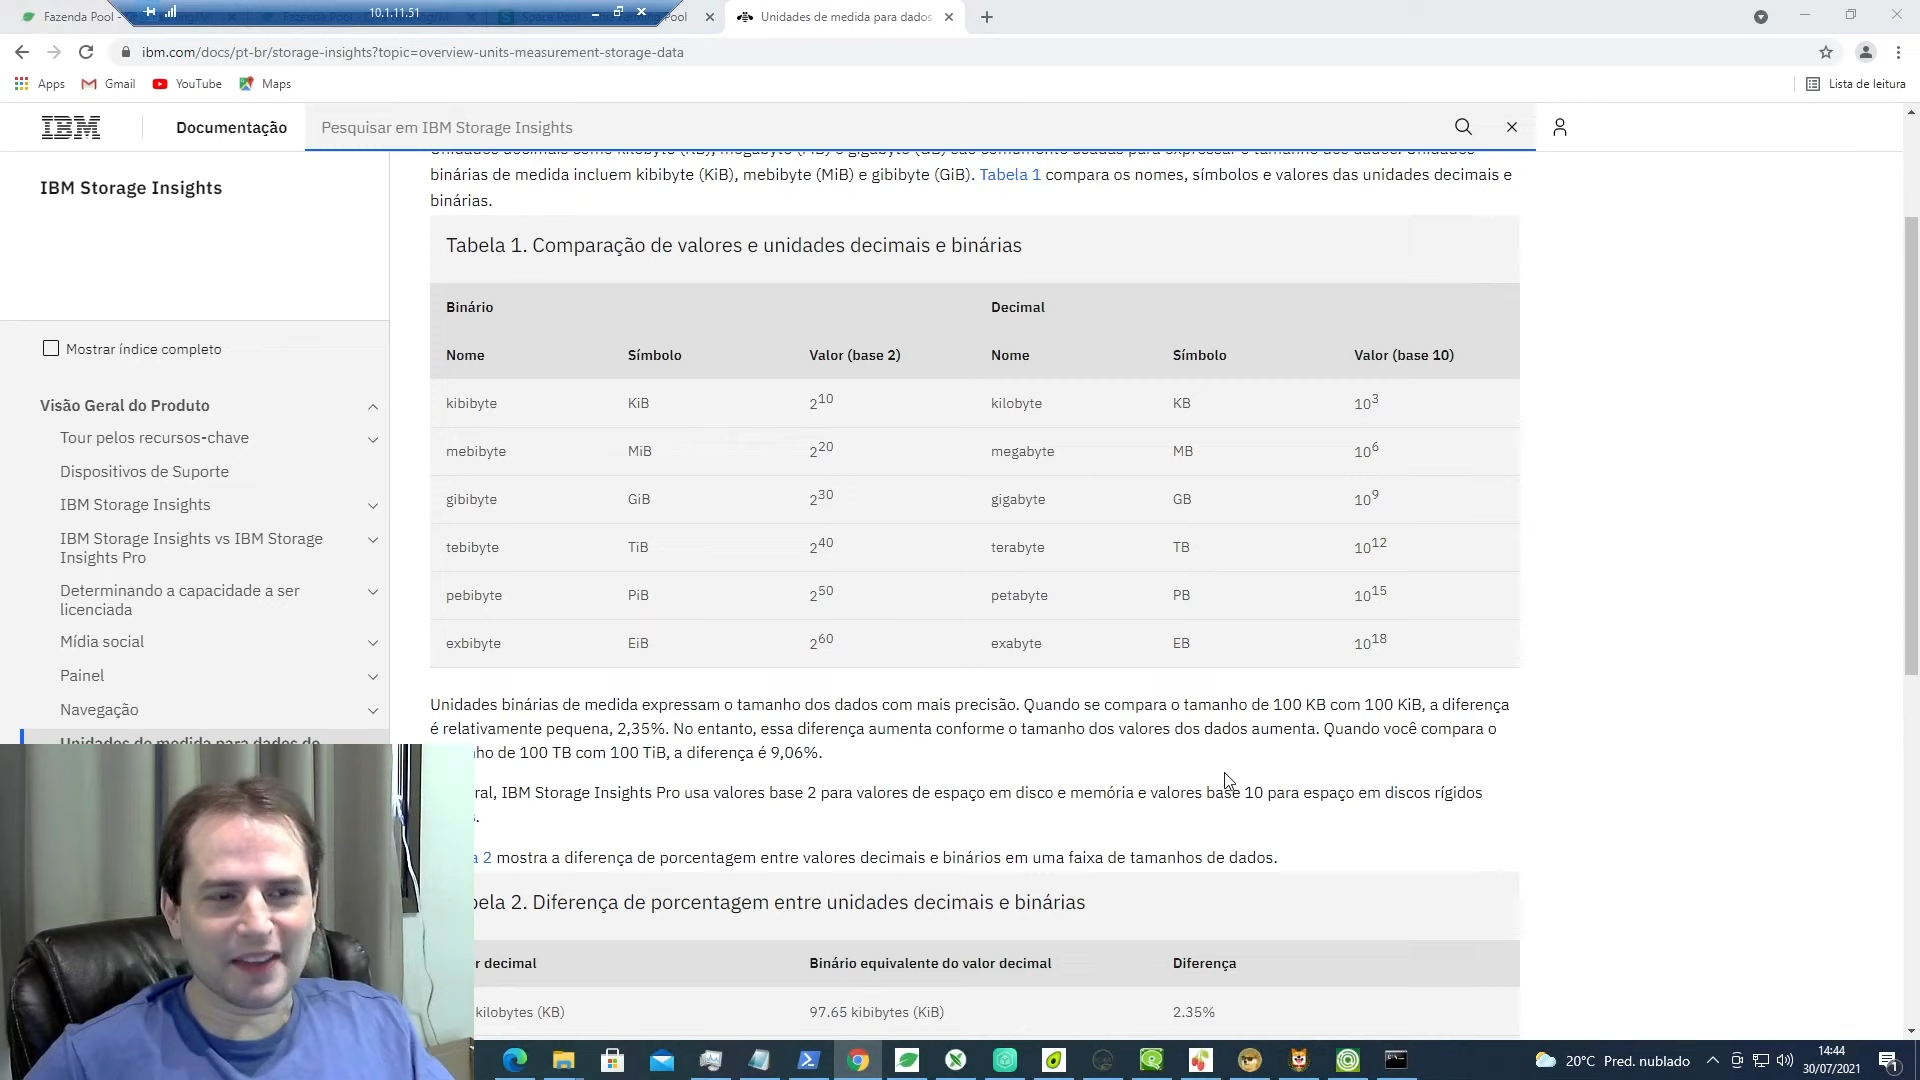 Fazenda Pool -
10.1.11.51
Unidades de medida para dados
ibm.com/docs/pt-br/storage-insights?topic=overview-units-measurement-storage-data
Apps
Gmail
YouTube
Maps
Lista de leitura
IBM
Documentação
Pesquisar em IBM Storage Insights
IBM Storage Insights
Mostrar índice completo
Visão Geral do Produto
Tour pelos recursos-chave
Dispositivos de Suporte
IBM Storage Insights
IBM Storage Insights vs IBM Storage
Insights Pro
Determinando a capacidade a ser
licenciada
Mídia social
Painel
Navegação
Unidades de medida para dados de
binárias de medida incluem kibibyte (KiB), mebibyte (MiB) e gibibyte (GiB). Tabela 1 compara os nomes, símbolos e valores das unidades decimais e
binárias.
Tabela 1. Comparação de valores e unidades decimais e binárias
Binário Decimal
Nome Símbolo Valor (base 2) Nome Símbolo Valor (base 10)
kibibyte KiB 2^10 kilobyte KB 10^3
mebibyte MiB 2^20 megabyte MB 10^6
gibibyte GiB 2^30 gigabyte GB 10^9
tebibyte TiB 2^40 terabyte TB 10^12
pebibyte PiB 2^50 petabyte PB 10^15
exbibyte EiB 2^60 exabyte EB 10^18
Unidades binárias de medida expressam o tamanho dos dados com mais precisão. Quando se compara o tamanho de 100 KB com 100 KiB, a diferença
é relativamente pequena, 2,35%. No entanto, essa diferença aumenta conforme o tamanho dos valores dos dados aumenta. Quando você compara o
ho de 100 TB com 100 TiB, a diferença é 9,06%.
ral, IBM Storage Insights Pro usa valores base 2 para valores de espaço em disco e memória e valores base 10 para espaço em discos rígidos
s.
a 2 mostra a diferença de porcentagem entre valores decimais e binários em uma faixa de tamanhos de dados.
bela 2. Diferença de porcentagem entre unidades decimais e binárias
r decimal Binário equivalente do valor decimal Diferença
kilobytes (KB) 97.65 kibibytes (KiB) 2.35%
20°C Pred. nublado
14:44
30/07/2021
1